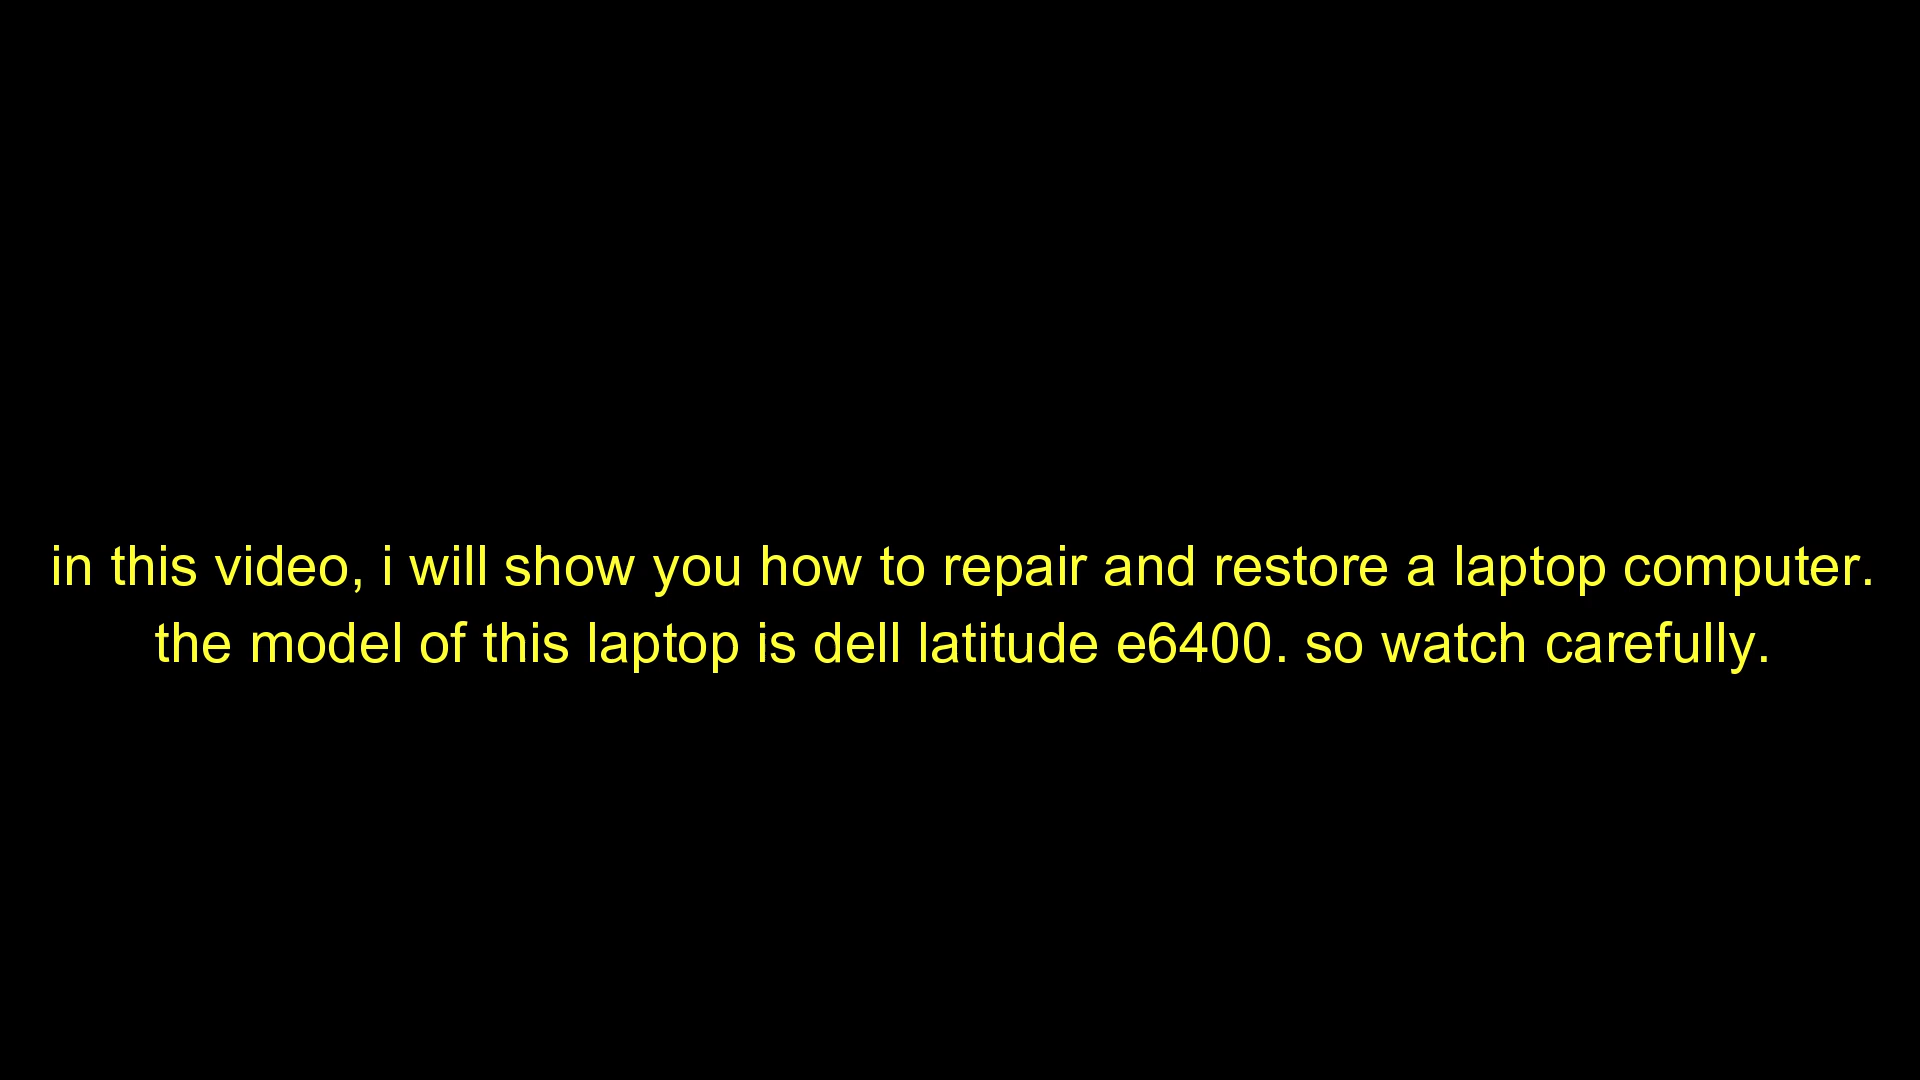 in this video, i will show you how to repair and restore a laptop computer.
the model of this laptop is dell latitude e6400. so watch carefully.